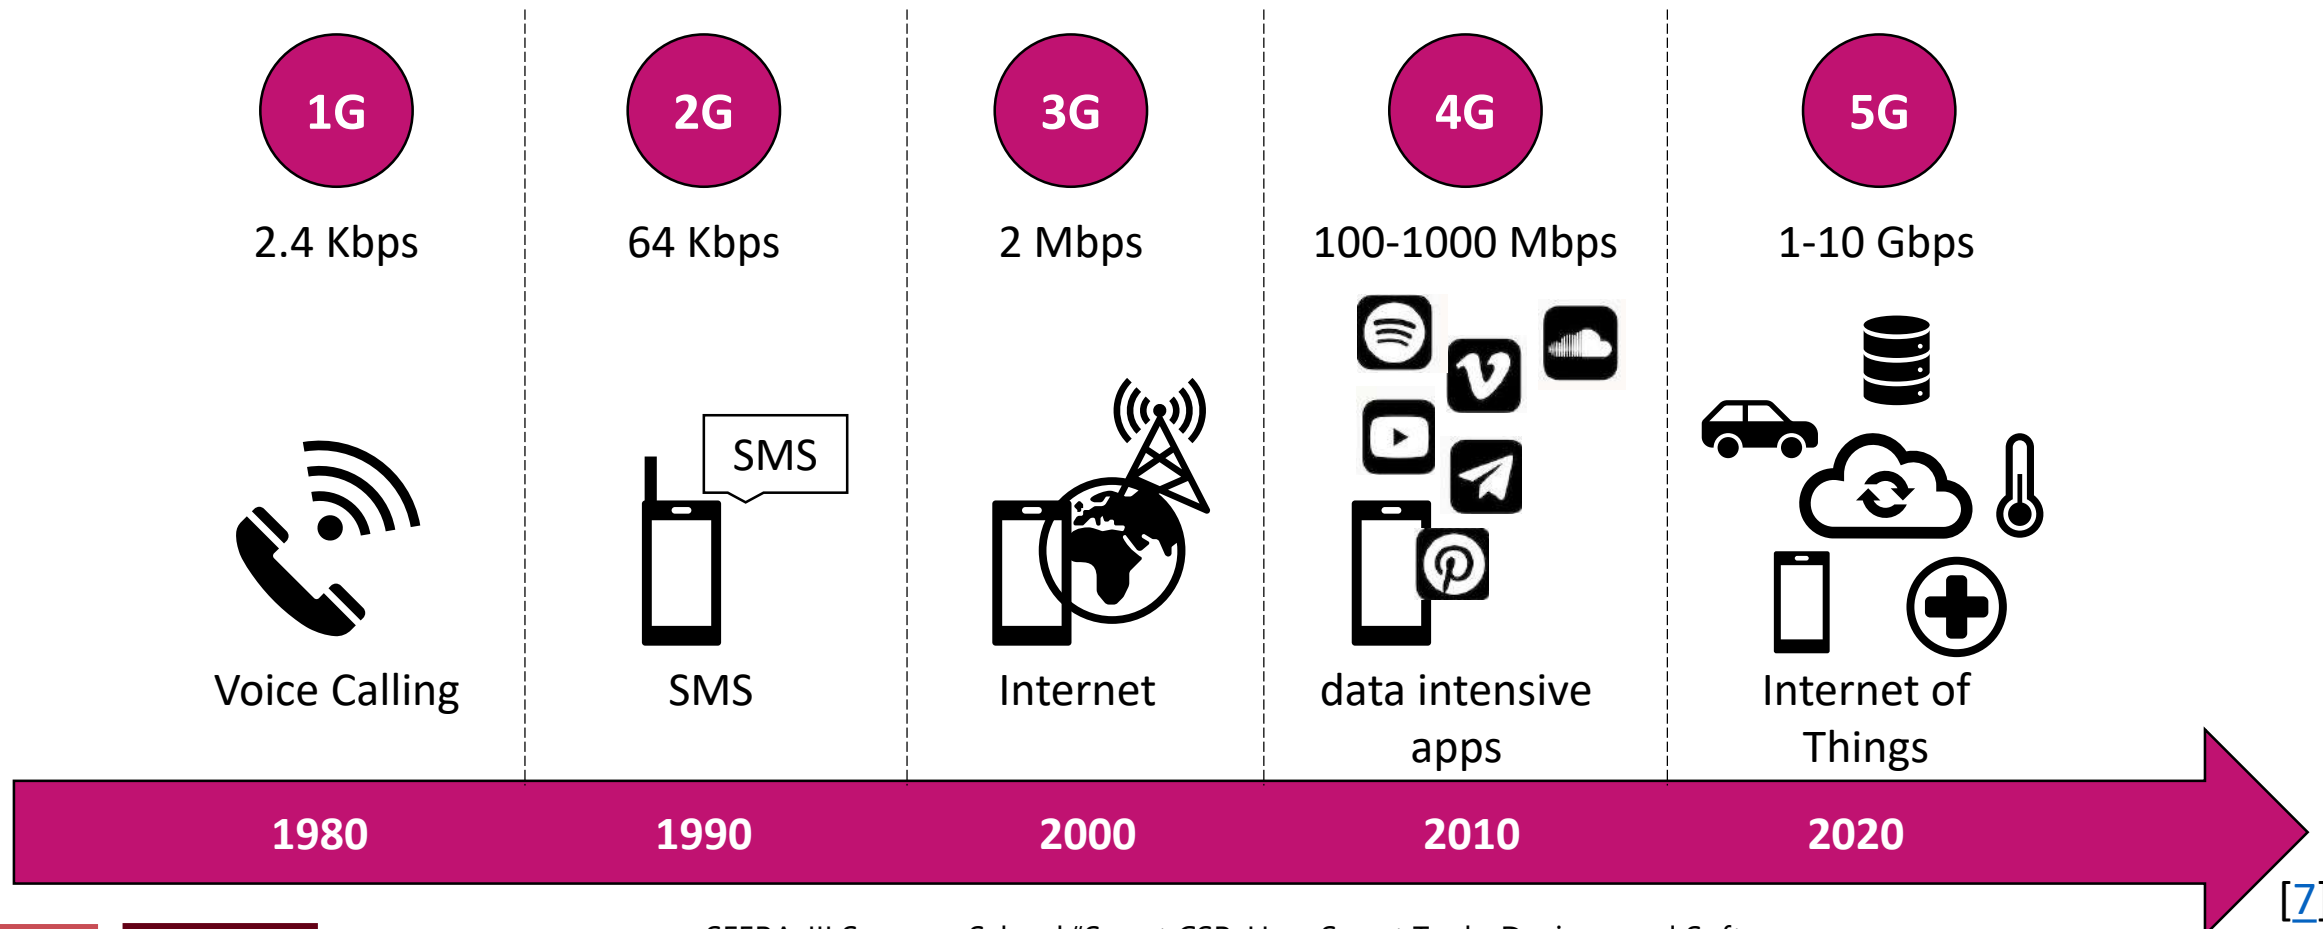 1G
2G
3G
4G
5G
2.4 Kbps
64 Kbps
2 Mbps
100-1000 Mbps
1-10 Gbps
SMS
Voice Calling
SMS
Internet
data intensive
apps
Internet of
Things
1980
1990
2000
2010
2020
[7]